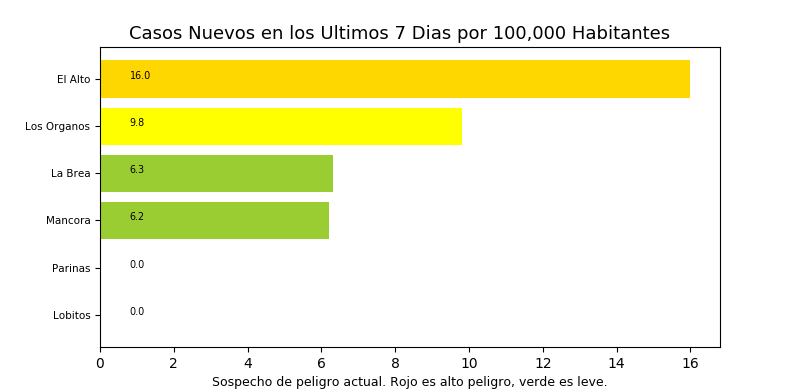 Casos Nuevos en los Ultimos 7 Dias por 100,000 Habitantes
El Alto 16.0
Los Organos 9.8
La Brea 6.3
Mancora 6.2
Parinas 0.0
Lobitos 0.0
0 2 4 6 8 10 12 14 16
Sospecho de peligro actual. Rojo es alto peligro, verde es leve.